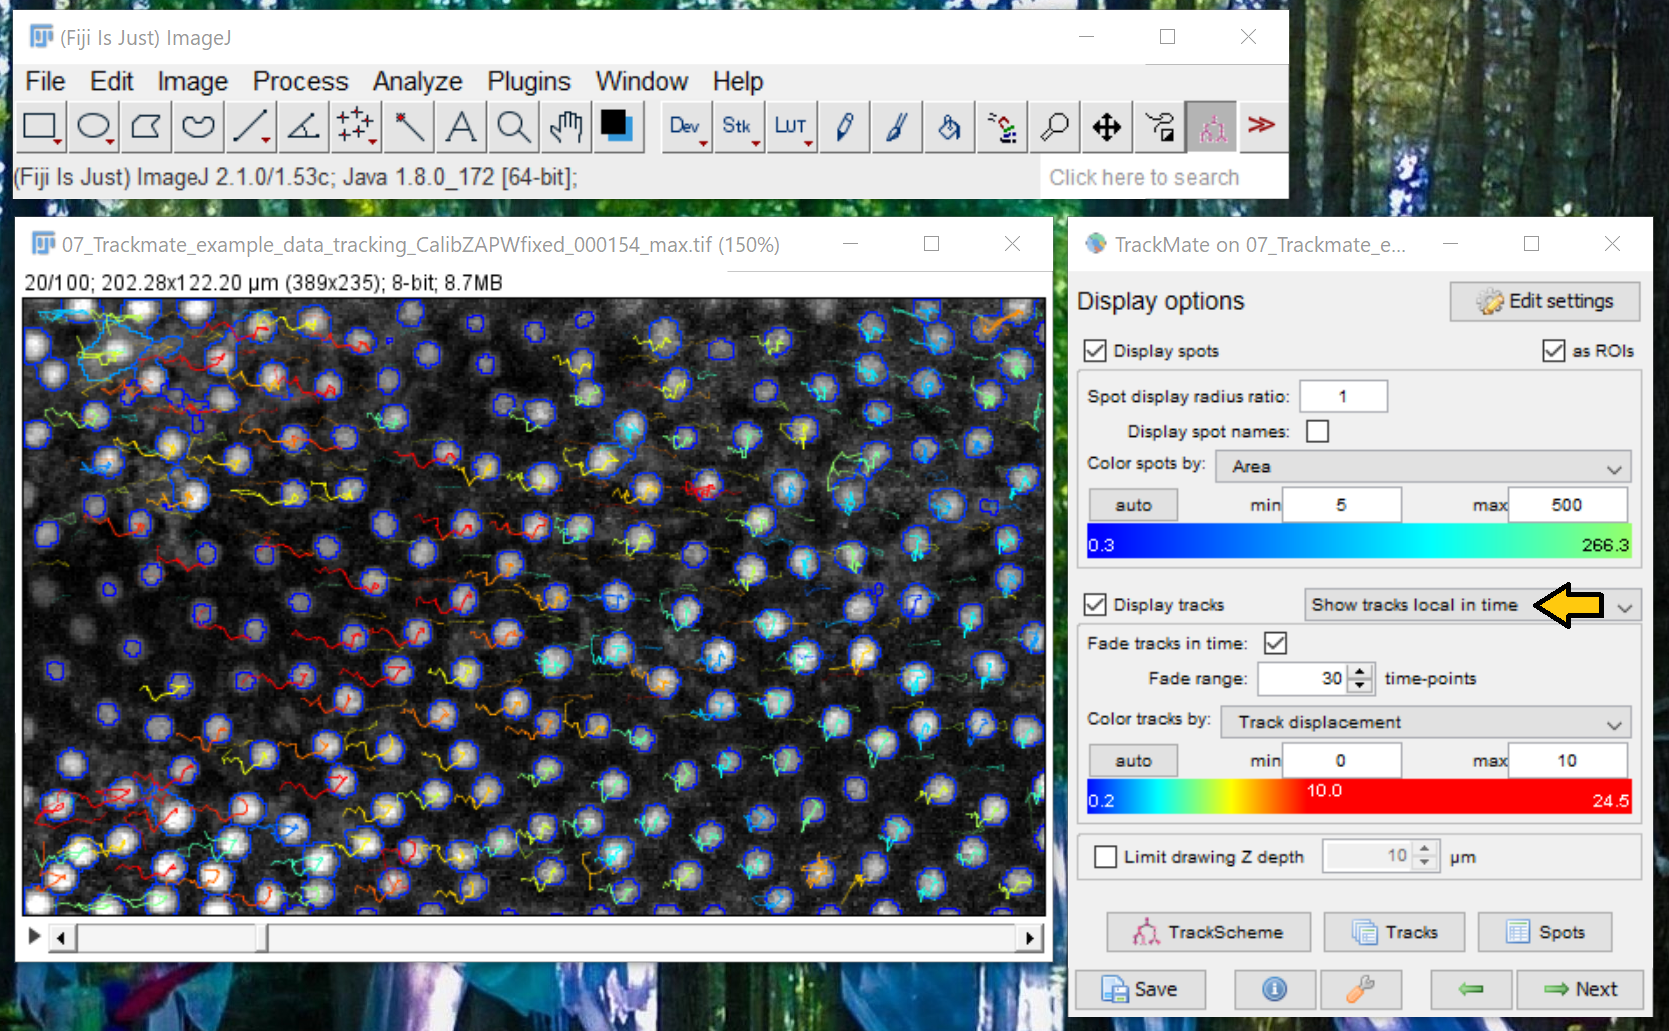 (Fiji Is Just) ImageJ
File Edit Image Process Analyze Plugins Window Help
Dev Stk LUT
(Fiji Is Just) ImageJ 2.1.0/1.53c; Java 1.8.0_172 [64-bit];
Click here to search
07_Trackmate_example_data_tracking_CalibZAPWfixed_000154_max.tif (150%)
20/100; 202.28x122.20 µm (389x235); 8-bit; 8.7MB
TrackMate on 07_Trackmate_e...
Display options
Edit settings
Display spots
as ROIs
Spot display radius ratio: 1
Display spot names:
Color spots by: Area
auto min 5 max 500
0.3 266.3
Display tracks Show tracks local in time
Fade tracks in time:
Fade range: 30 time-points
Color tracks by: Track displacement
auto min 0 max 10
0.2 10.0 24.5
Limit drawing Z depth 10 µm
TrackScheme Tracks Spots
Save Next